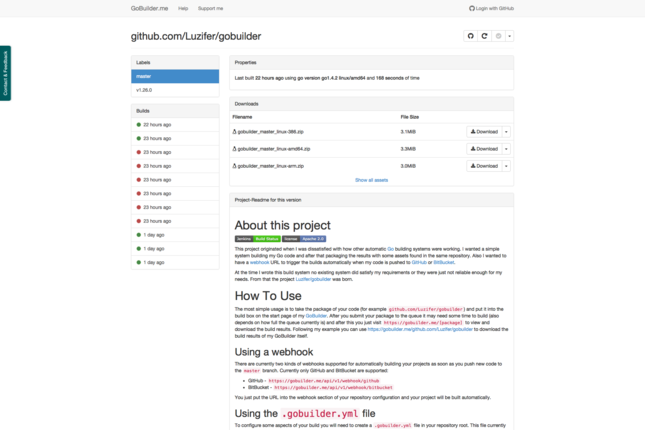 GoBuilder.me
Help
Support me
Login with GitHub
github.com/Luzifer/gobuilder
Contact & Feedback
Labels
master
v1.26.0
Builds
22 hours ago
23 hours ago
23 hours ago
23 hours ago
23 hours ago
23 hours ago
23 hours ago
23 hours ago
1 day ago
1 day ago
1 day ago
Properties
Last built 22 hours ago using go version go1.4.2 linux/amd64 and 168 seconds of time
Downloads
Filename File Size
gobuilder_master_linux-386.zip 3.1MiB Download
gobuilder_master_linux-amd64.zip 3.3MiB Download
gobuilder_master_linux-arm.zip 3.0MiB Download
Show all assets
Project-Readme for this version
About this project
jenkins Build Status license Apache 2.0
This project originated when I was dissatisfied with how other automatic Go building systems were working. I wanted a simple
system building my Go code and after that packaging the results with some assets found in the same repository. Also I wanted to
have a webhook URL to trigger the builds automatically when my code is pushed to GitHub or BitBucket.
At the time I wrote this build system no existing system did satisfy my requirements or they were just not reliable enough for my
needs. From that the project Luzifer/gobuilder was born.
How To Use
The most simple usage is to take the package of your code (for example github.com/Luzifer/gobuilder) and put it into the
build box on the start page of my GoBuilder. After you submit your package to the queue it may need some time to build (also
depends on how full the queue currently is) and after this you just visit https://gobuilder.me/[package] to view and
download the build results. Following my example you can use https://gobuilder.me/github.com/Luzifer/gobuilder to download the
build results of my GoBuilder itself.
Using a webhook
There are currently two kinds of webhooks supported for automatically building your projects as soon as you push new code to
the master branch. Currently only GitHub and BitBucket are supported:
GitHub - https://gobuilder.me/api/v1/webhook/github
BitBucket - https://gobuilder.me/api/v1/webhook/bitbucket
You just put the URL into the webhook section of your repository configuration and your project will be built automatically.
Using the .gobuilder.yml file
To configure some aspects of your build you will need to create a .gobuilder.yml file in your repository root. This file currently